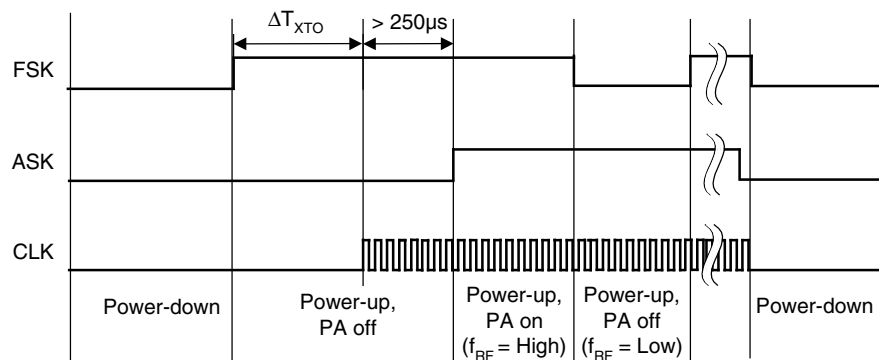 ΔT_XTO
> 250μs
FSK
ASK
CLK
Power-down
Power-up,
PA off
Power-up,
PA on
(f_RF = High)
Power-up,
PA off
(f_RF = Low)
Power-down